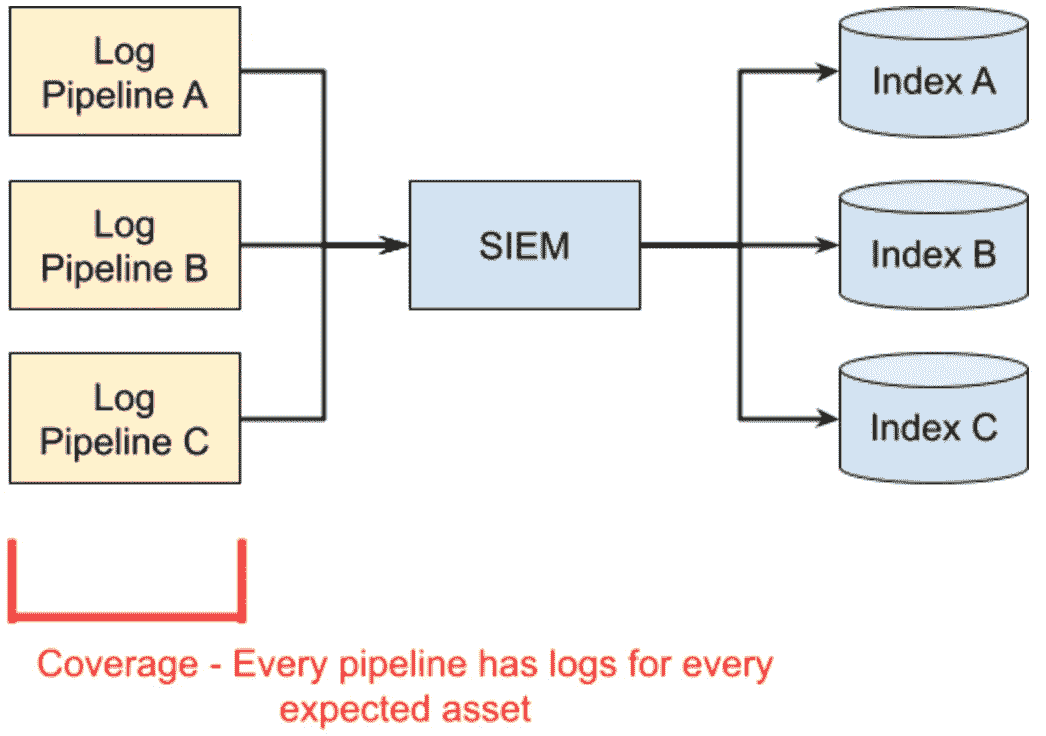 Log
Pipeline A
Log
Pipeline B
Log
Pipeline C
SIEM
Index A
Index B
Index C
Coverage - Every pipeline has logs for every
expected asset